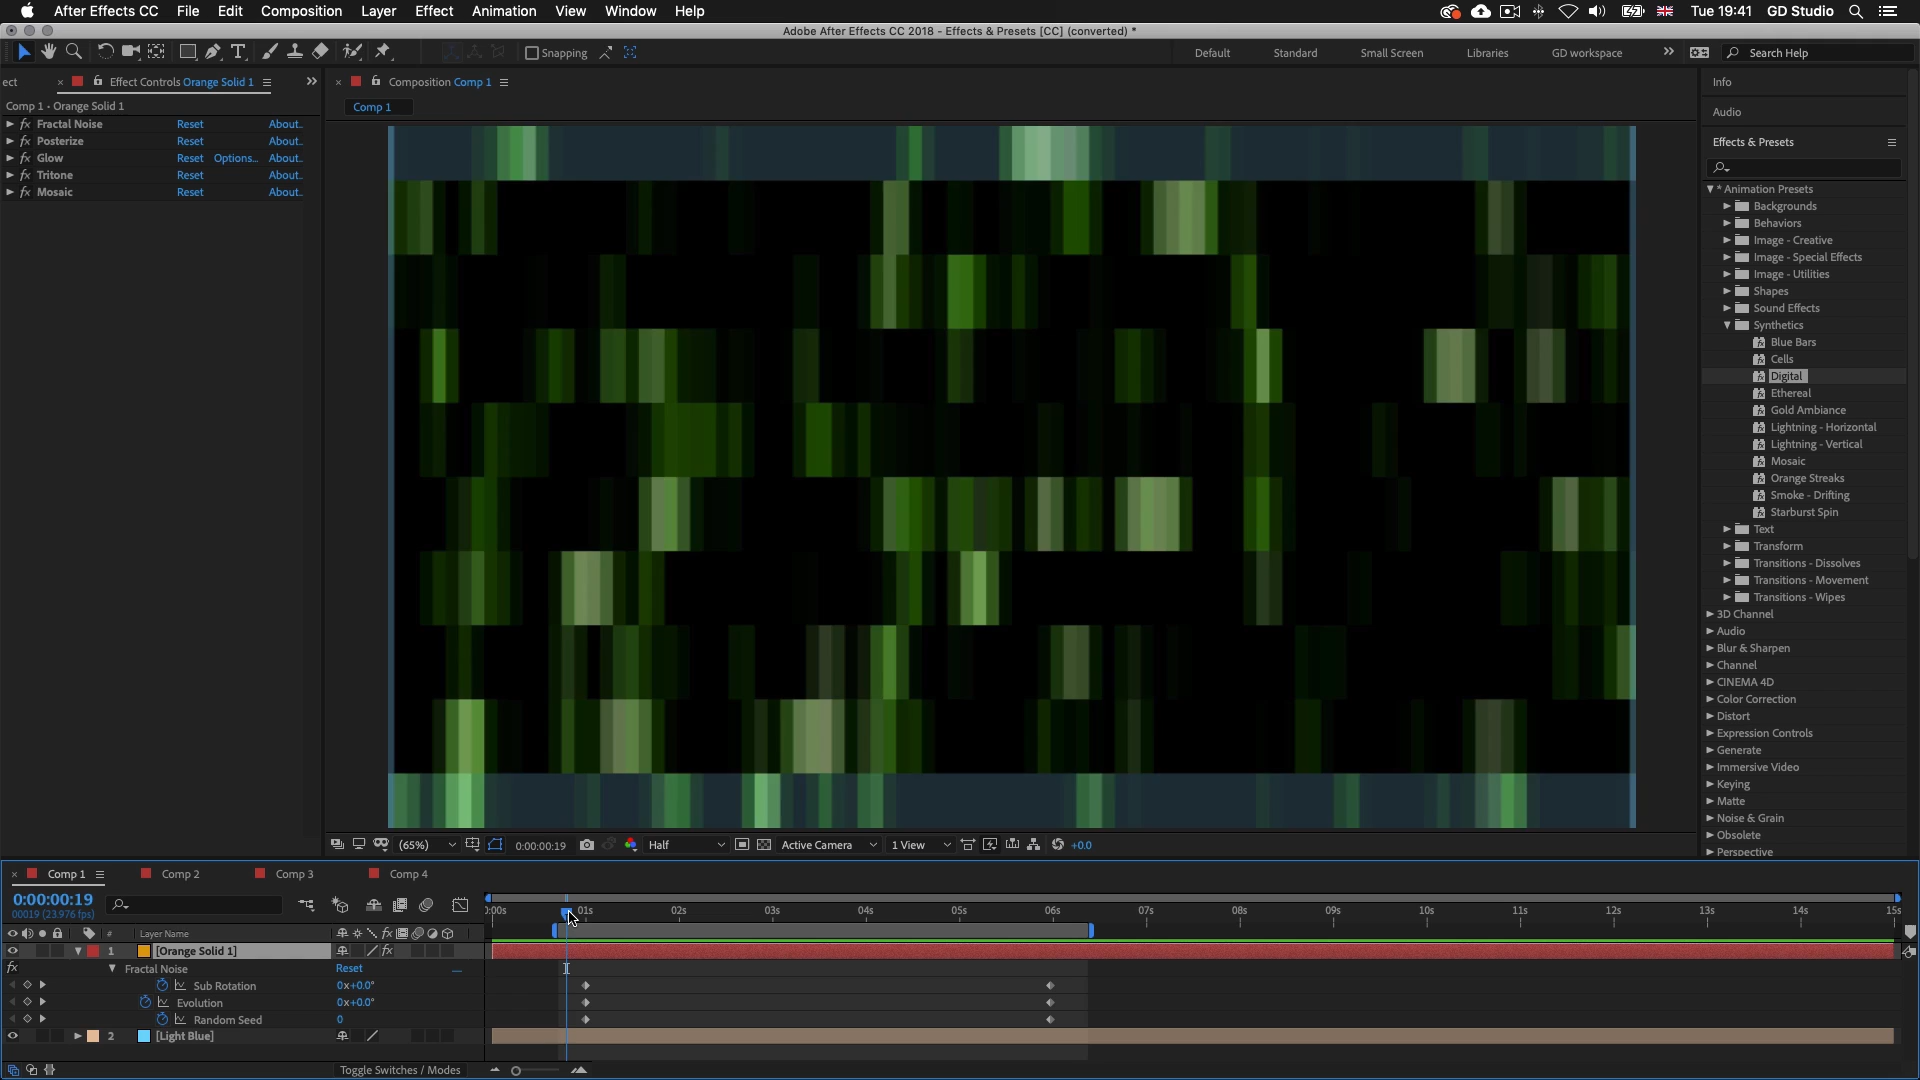 After Effects CC File Edit Composition Layer Effect Animation View Window Help Tue 19:41 GD Studio
Adobe After Effects CC 2018 - Effects & Presets [CC] (converted) *
Snapping Default Standard Small Screen Libraries GD workspace Search Help
ect Effect Controls Orange Solid 1 Composition Comp 1 Info
Comp 1 • Orange Solid 1 Comp 1 Audio
Fractal Noise Reset About..
Posterize Reset About..
Glow Reset Options... About..
Tritone Reset About..
Mosaic Reset About..
Effects & Presets
* Animation Presets
Backgrounds
Behaviors
Image - Creative
Image - Special Effects
Image - Utilities
Shapes
Sound Effects
Synthetics
Blue Bars
Cells
Digital
Ethereal
Gold Ambiance
Lightning - Horizontal
Lightning - Vertical
Mosaic
Orange Streaks
Smoke - Drifting
Starburst Spin
Text
Transform
Transitions - Dissolves
Transitions - Movement
Transitions - Wipes
3D Channel
Audio
Blur & Sharpen
Channel
CINEMA 4D
Color Correction
Distort
Expression Controls
Generate
Immersive Video
Keying
Matte
Noise & Grain
Obsolete
Perspective
(65%) 0:00:00:19 Half Active Camera 1 View +0.0
Comp 1 Comp 2 Comp 3 Comp 4
0:00:00:19
00019 (23.976 fps)
0:00s 01s 02s 03s 04s 05s 06s 07s 08s 09s 10s 11s 12s 13s 14s 15s
# Layer Name
1 [Orange Solid 1]
Fractal Noise Reset
Sub Rotation 0x+0.0°
Evolution 0x+0.0°
Random Seed 0
2 [Light Blue]
Toggle Switches / Modes